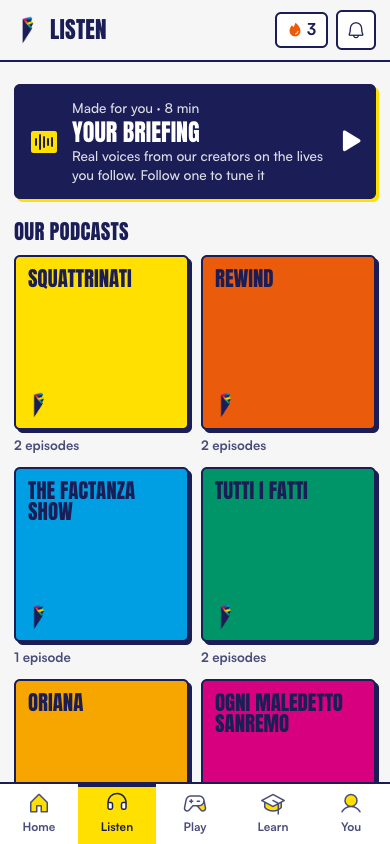 LISTEN
3
Made for you · 8 min
YOUR BRIEFING
Real voices from our creators on the lives
you follow. Follow one to tune it
OUR PODCASTS
SQUATTRINATI
REWIND
2 episodes
2 episodes
THE FACTANZA
SHOW
TUTTI I FATTI
1 episode
2 episodes
ORIANA
OGNI MALEDETTO
SANREMO
Home
Listen
Play
Learn
You